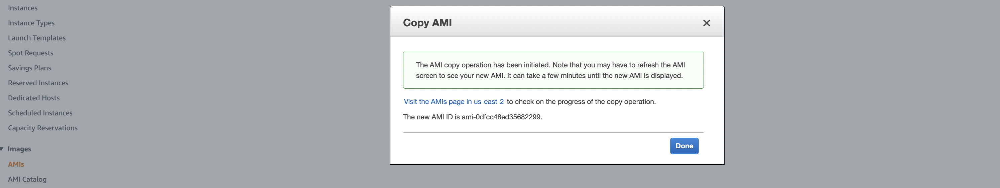 Instances
Instance Types
Launch Templates
Spot Requests
Savings Plans
Reserved Instances
Dedicated Hosts
Scheduled Instances
Capacity Reservations
Images
AMIs
AMI Catalog
Copy AMI
The AMI copy operation has been initiated. Note that you may have to refresh the AMI
screen to see your new AMI. It can take a few minutes until the new AMI is displayed.
Visit the AMIs page in us-east-2 to check on the progress of the copy operation.
The new AMI ID is ami-0dfcc48ed35682299.
Done